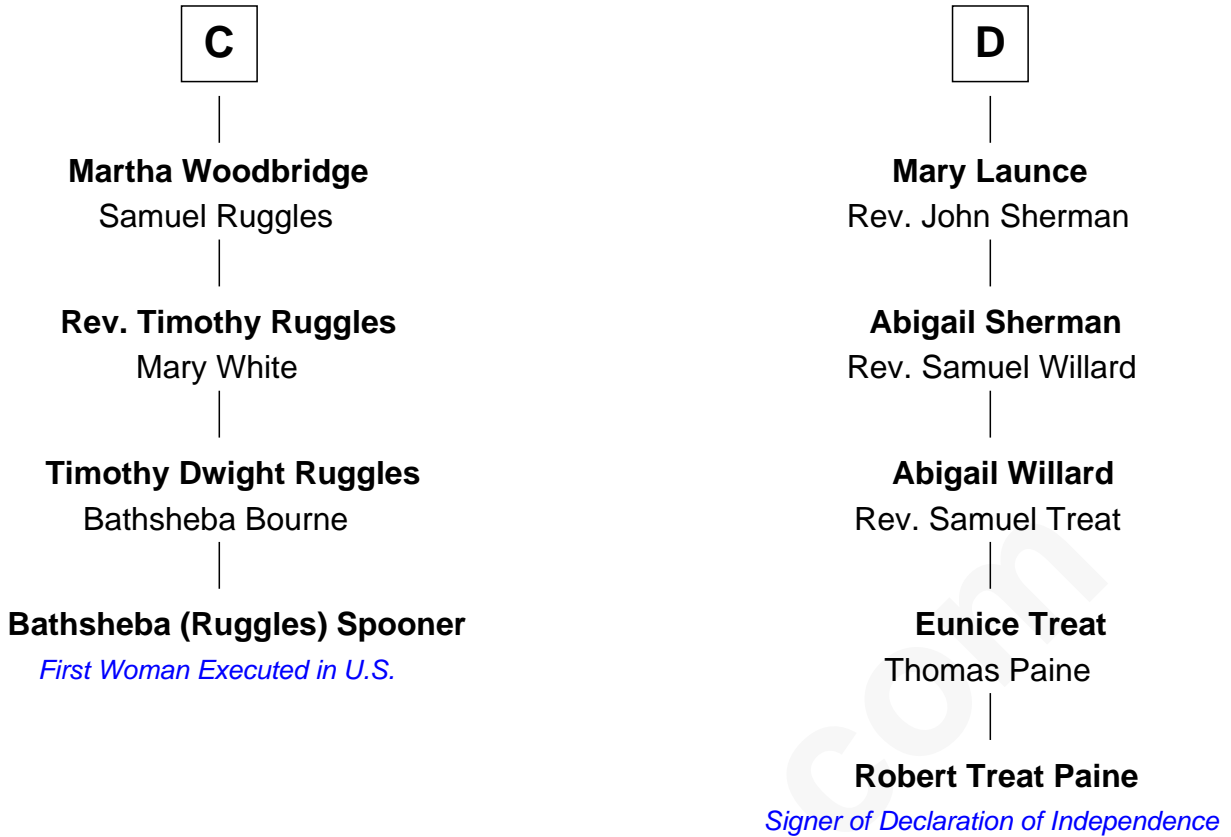 C
Martha Woodbridge
Samuel Ruggles
Rev. Timothy Ruggles
Mary White
Timothy Dwight Ruggles
Bathsheba Bourne
Bathsheba (Ruggles) Spooner
First Woman Executed in U.S.
D
Mary Launce
Rev. John Sherman
Abigail Sherman
Rev. Samuel Willard
Abigail Willard
Rev. Samuel Treat
Eunice Treat
Thomas Paine
Robert Treat Paine
Signer of Declaration of Independence
com